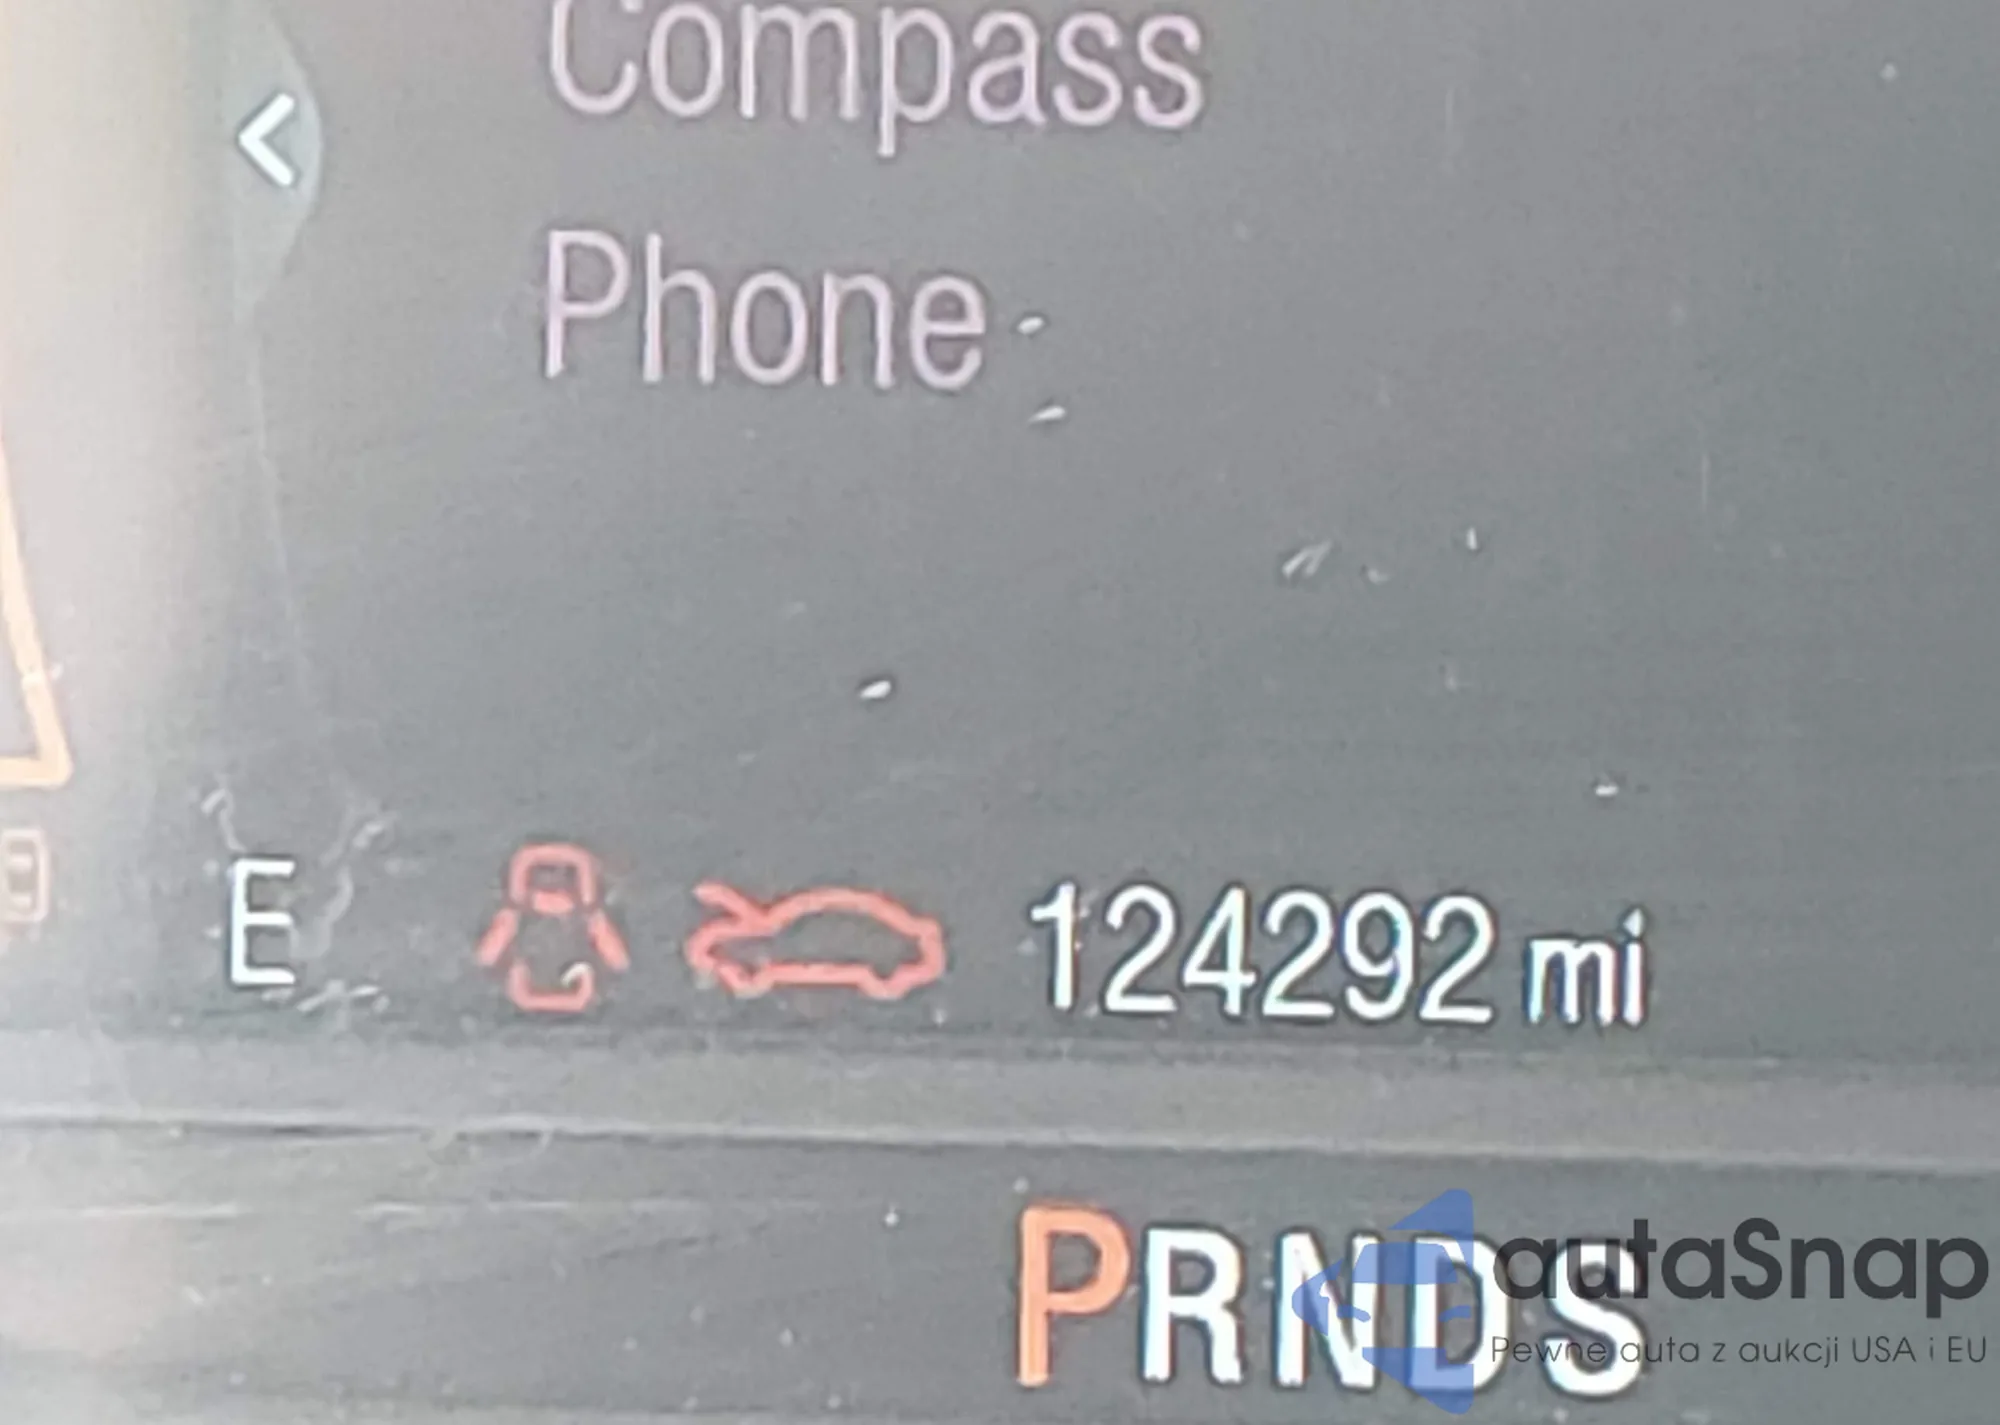 Compass
<
Phone
E 124292 mi
PRNDS
autaSnap
Pewne auta z aukcji USA i EU